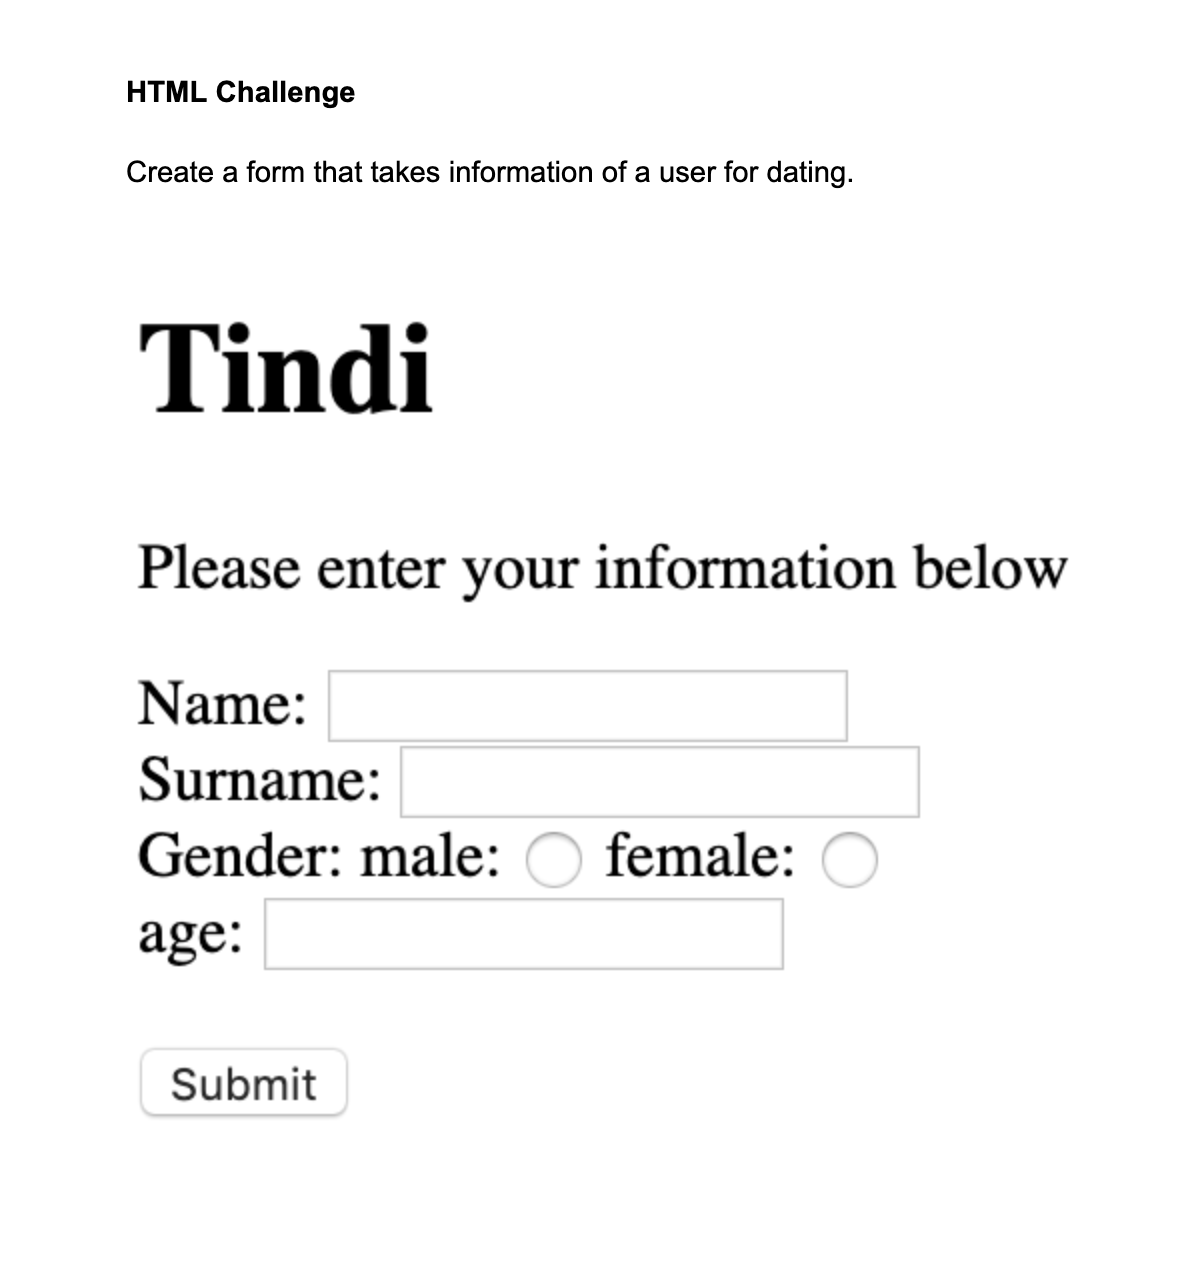 HTML Challenge
Create a form that takes information of a user for dating.
Tindi
Please enter your information below
Name:
Surname:
Gender: male: female:
age:
Submit